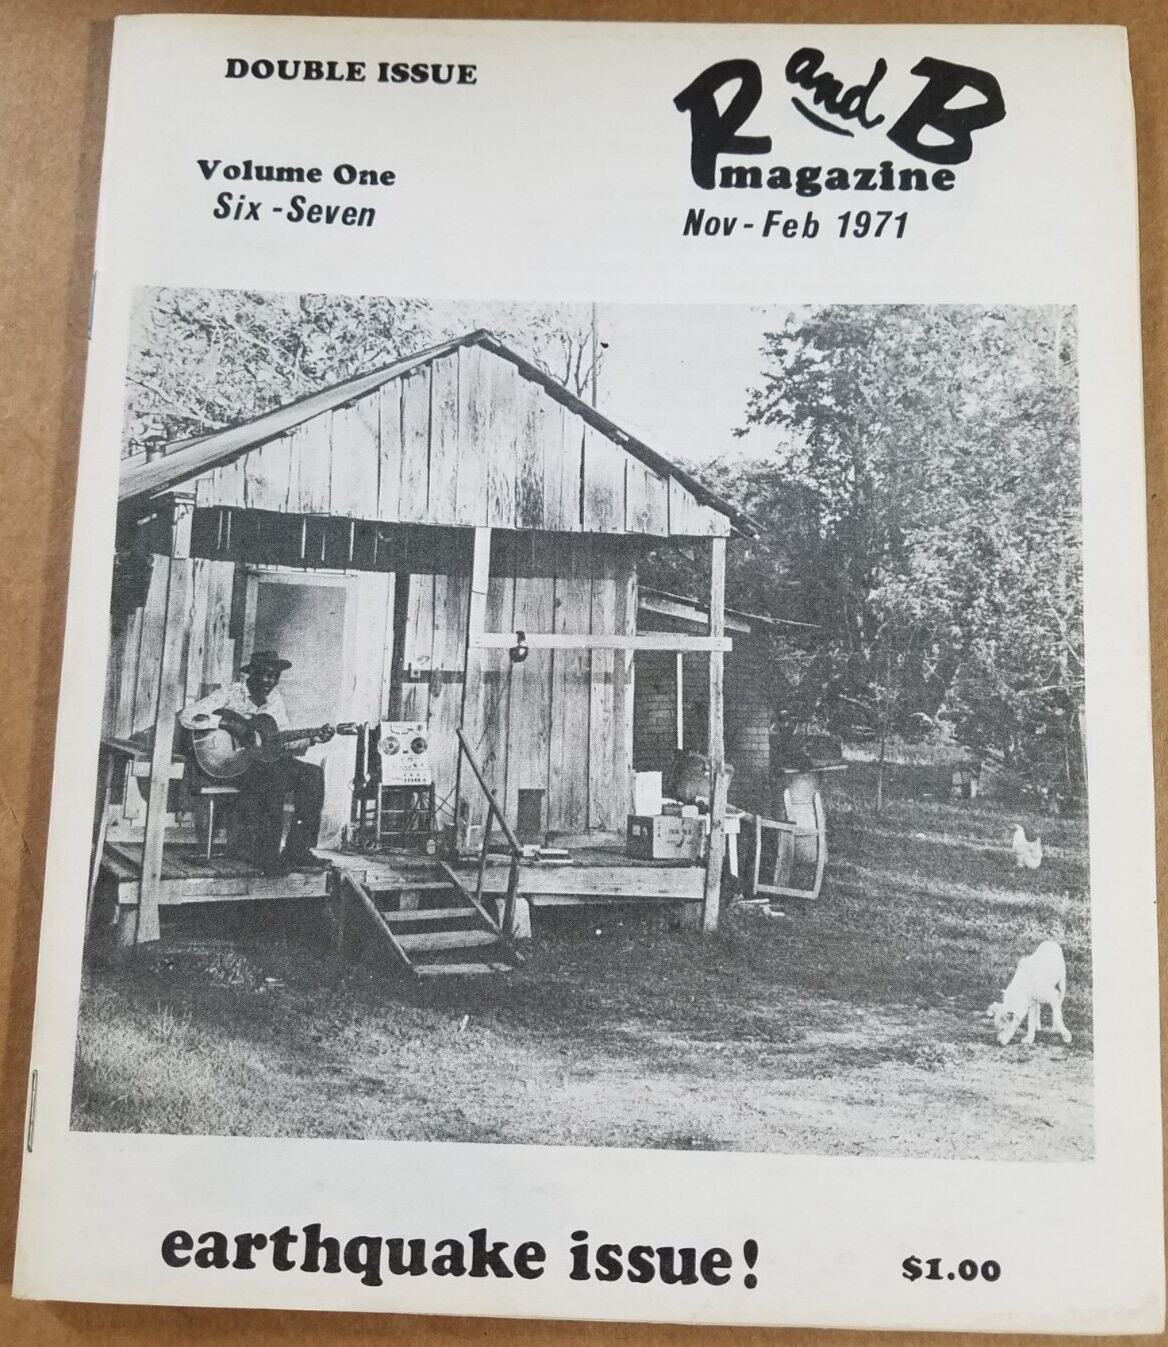 DOUBLE ISSUE
R and B
magazine
Volume One
Six - Seven
Nov - Feb 1971
earthquake issue!
$1.00